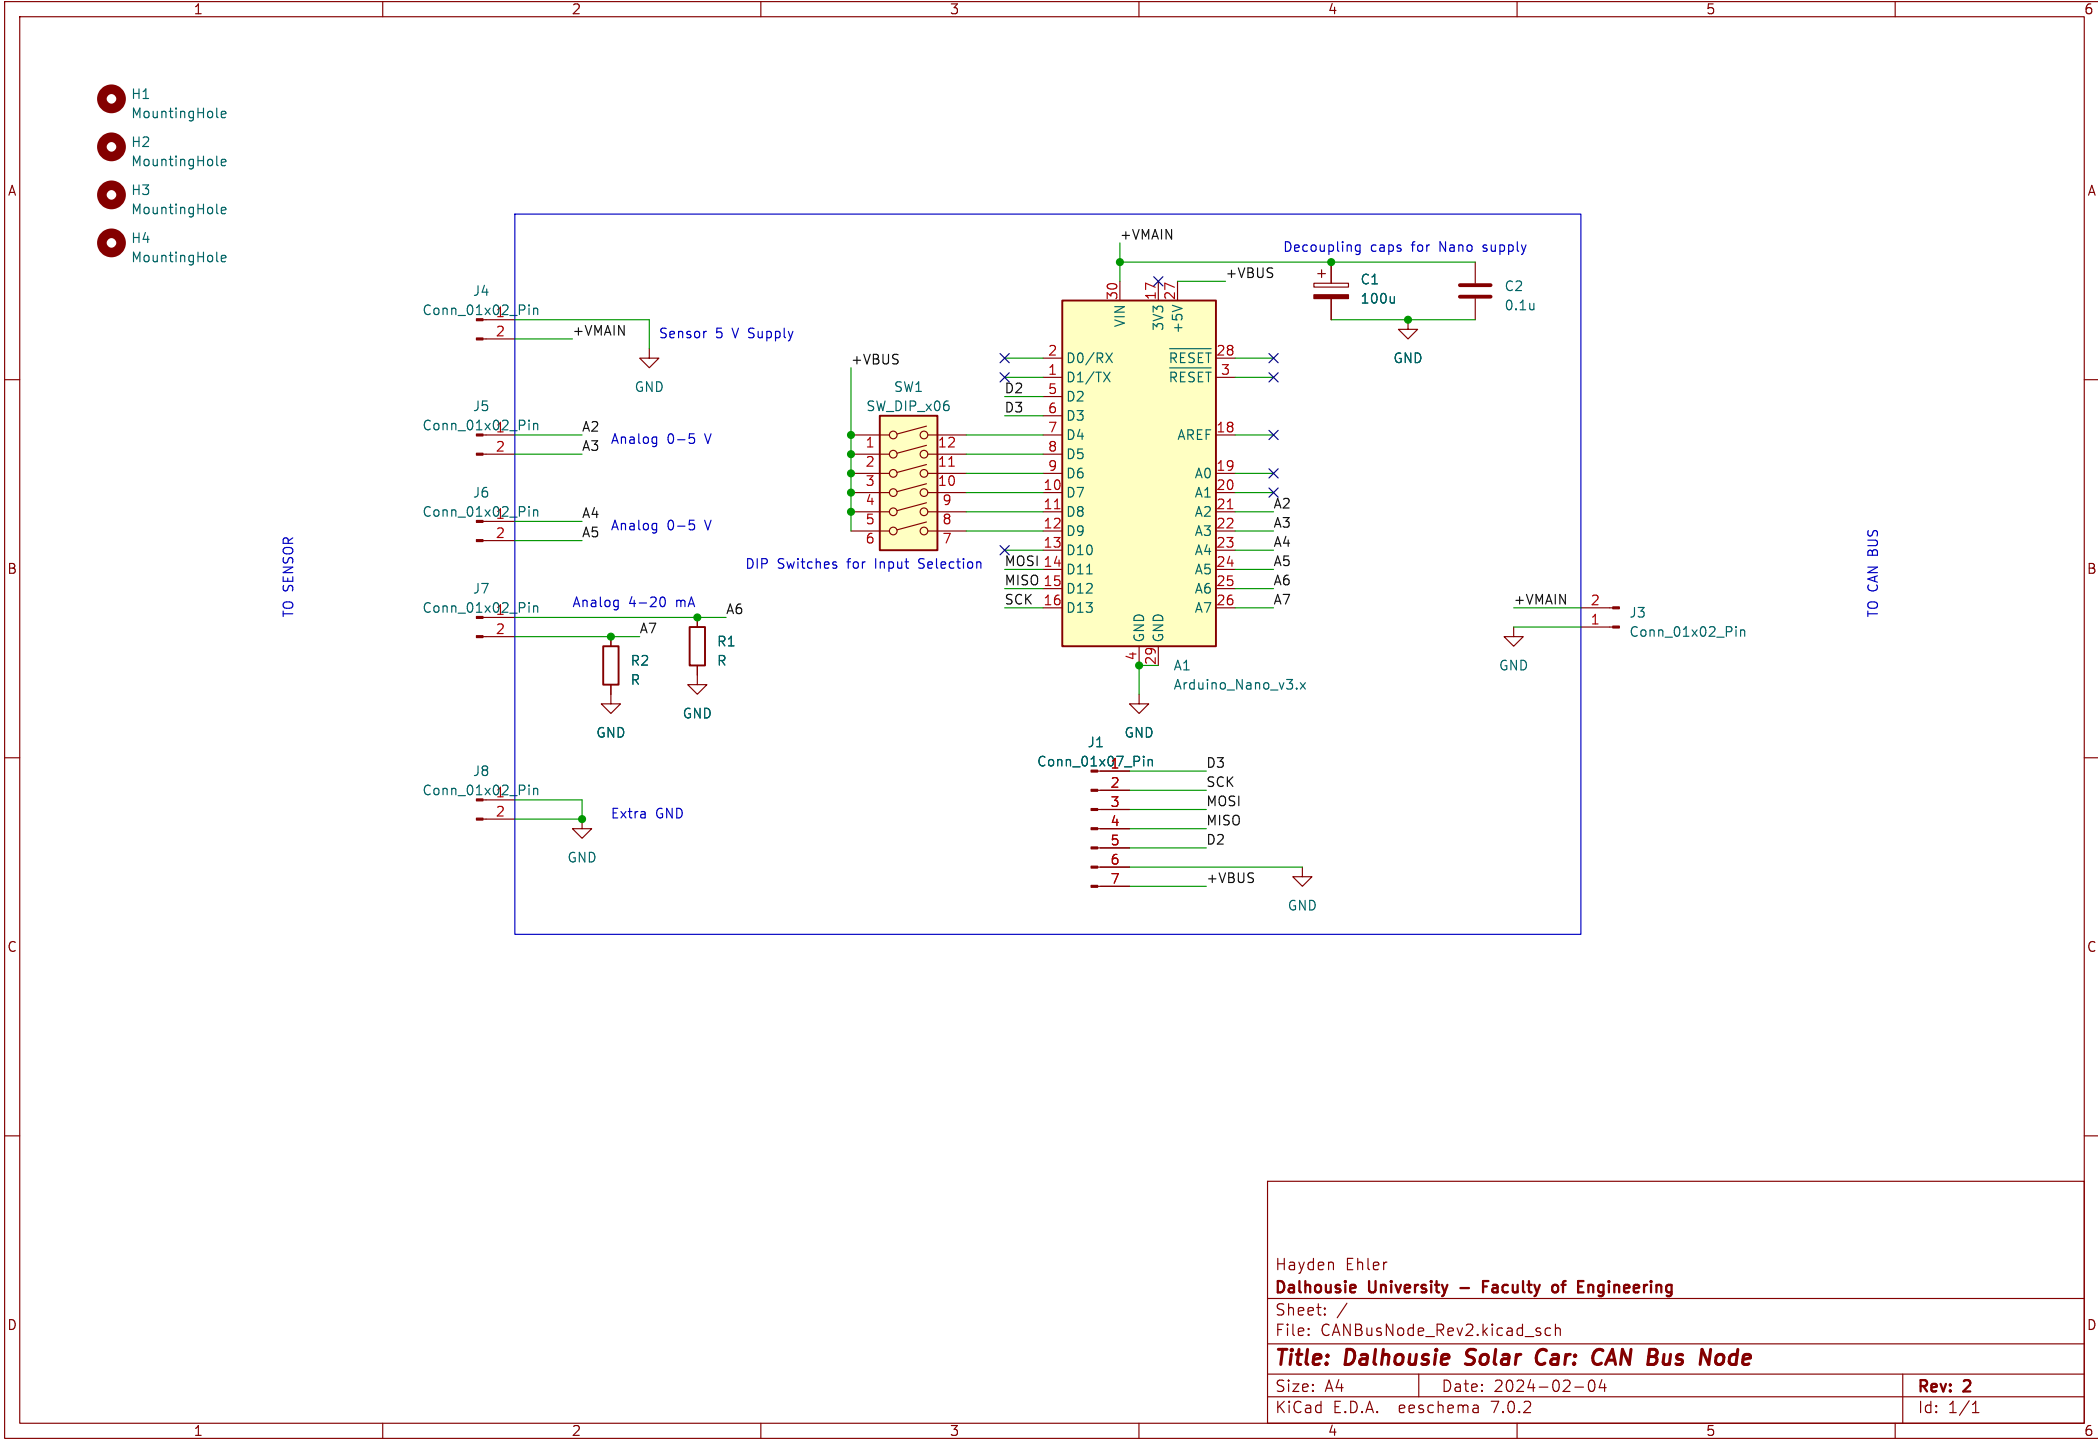 1 2 3 4 5 6
A
B
C
D
A
B
C
D
H1
MountingHole
H2
MountingHole
H3
MountingHole
H4
MountingHole
TO SENSOR
J4
Conn_01x02_Pin
1
2
+VMAIN
Sensor 5 V Supply
GND
J5
Conn_01x02_Pin
1
2
A2
A3
Analog 0-5 V
J6
Conn_01x02_Pin
1
2
A4
A5
Analog 0-5 V
J7
Conn_01x02_Pin
1
2
Analog 4-20 mA
A6
A7
R1
R
R2
R
GND
GND
J8
Conn_01x02_Pin
1
2
Extra GND
GND
+VBUS
SW1
SW_DIP_x06
1 12
2 11
3 10
4 9
5 8
6 7
DIP Switches for Input Selection
+VMAIN
+VBUS
30 17 27
VIN 3V3 +5V
2 D0/RX
1 D1/TX
D2 5 D2
D3 6 D3
7 D4
8 D5
9 D6
10 D7
11 D8
12 D9
13 D10
MOSI 14 D11
MISO 15 D12
SCK 16 D13
RESET 28
RESET 3
AREF 18
A0 19
A1 20
A2 21 A2
A3 22 A3
A4 23 A4
A5 24 A5
A6 25 A6
A7 26 A7
GND GND
4 29
A1
Arduino_Nano_v3.x
GND
Decoupling caps for Nano supply
+
C1
100u
C2
0.1u
GND
J1
Conn_01x07_Pin
1 D3
2 SCK
3 MOSI
4 MISO
5 D2
6
7 +VBUS
GND
+VMAIN
2
1
J3
Conn_01x02_Pin
GND
TO CAN BUS
Hayden Ehler
Dalhousie University – Faculty of Engineering
Sheet: /
File: CANBusNode_Rev2.kicad_sch
Title: Dalhousie Solar Car: CAN Bus Node
Size: A4 Date: 2024-02-04 Rev: 2
KiCad E.D.A. eeschema 7.0.2 Id: 1/1
1 2 3 4 5 6